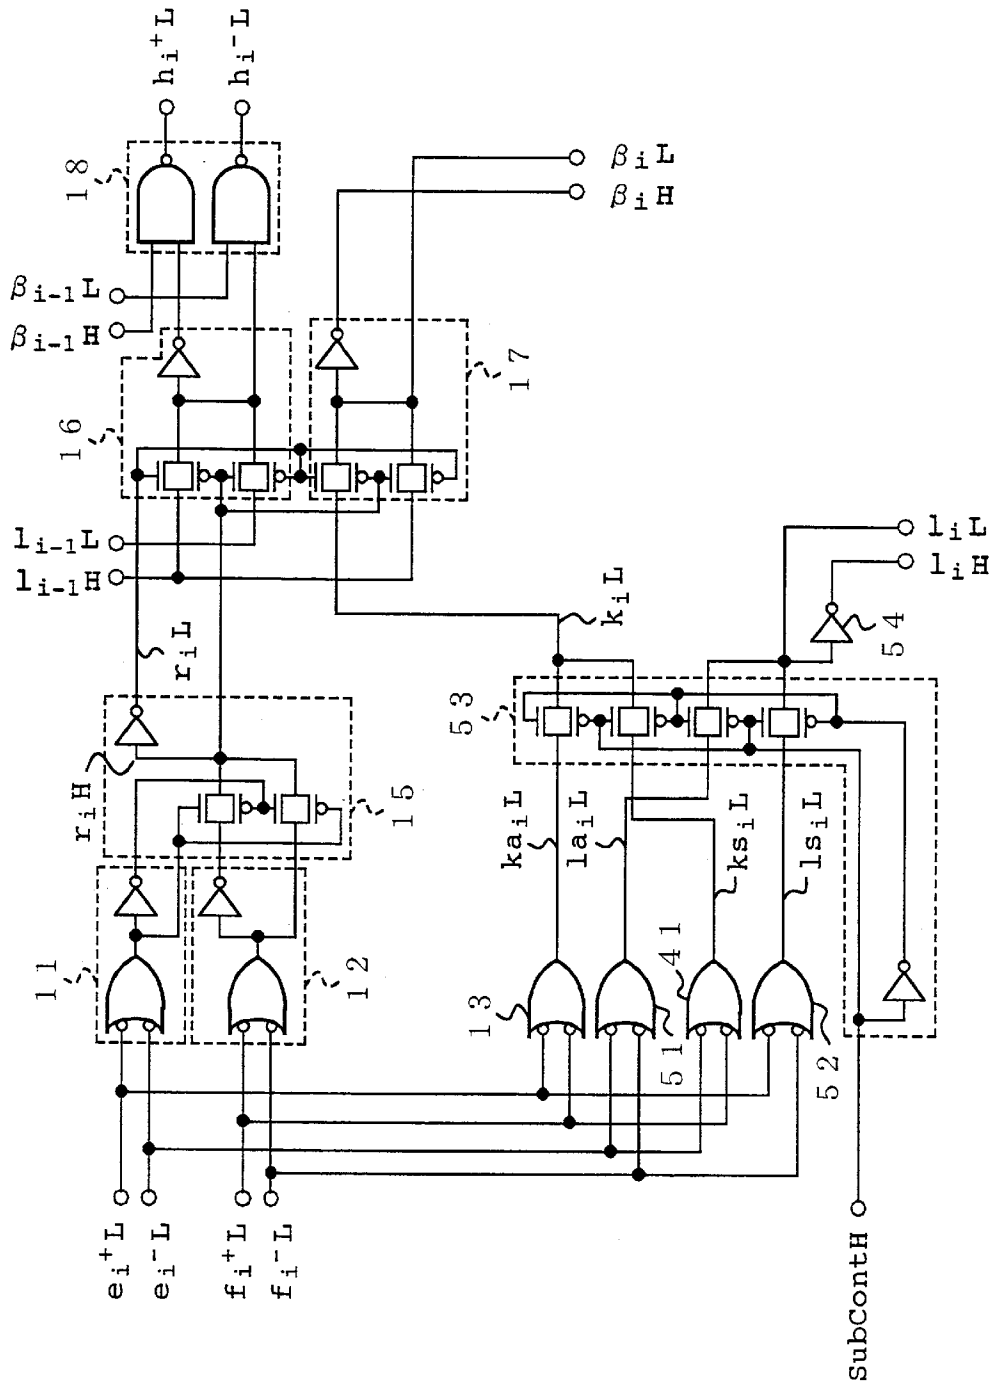 hᵢ⁺L
hᵢ⁻L
18
βᵢL
βᵢH
βᵢ₋₁L
βᵢ₋₁H
16
17
lᵢ₋₁L
lᵢ₋₁H
lᵢL
lᵢH
rᵢL
kᵢL
54
53
rᵢH
15
kaᵢL
laᵢL
ksᵢL
lsᵢL
11
12
13
51
41
52
eᵢ⁺L
eᵢ⁻L
fᵢ⁺L
fᵢ⁻L
SubContH